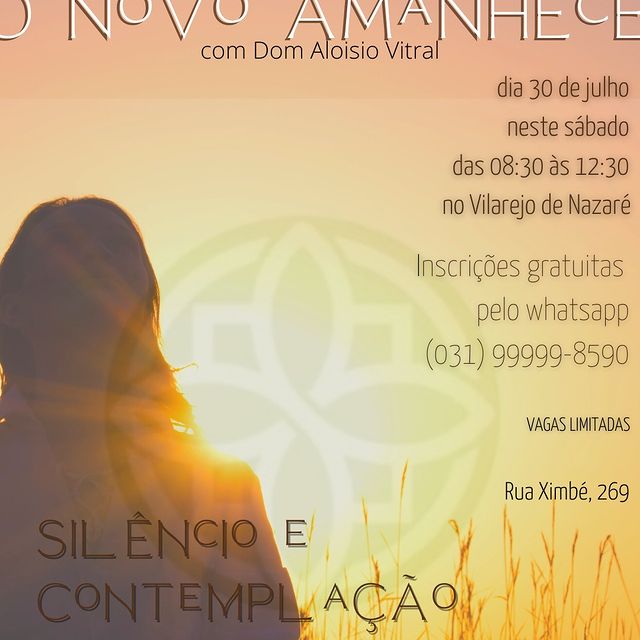 O NOVO AMANHECE
com Dom Aloisio Vitral
dia 30 de julho
neste sábado
das 08:30 às 12:30
no Vilarejo de Nazaré
Inscrições gratuitas
pelo whatsapp
(031) 99999-8590
VAGAS LIMITADAS
Rua Ximbé, 269
SILÊNCIO E
CONTEMPLAÇÃO